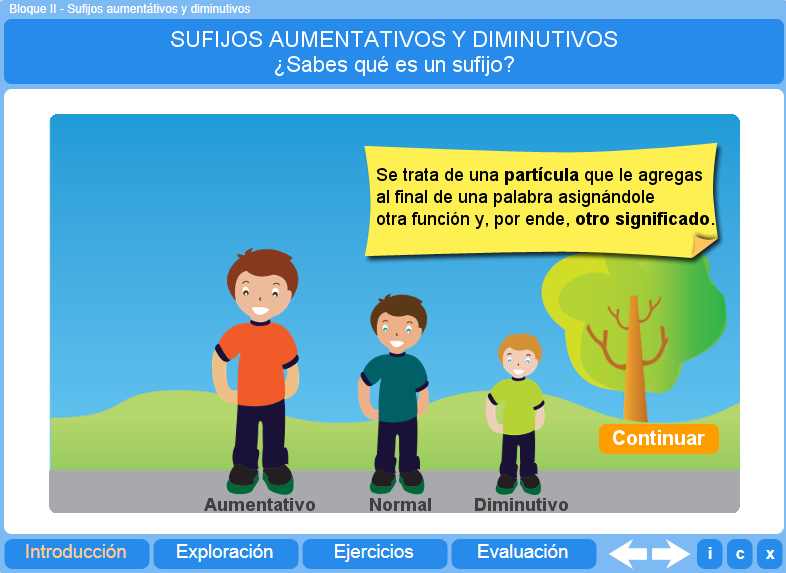 Bloque II - Sufijos aumentátivos y diminutivos
SUFIJOS AUMENTATIVOS Y DIMINUTIVOS
¿Sabes qué es un sufijo?
Se trata de una partícula que le agregas
al final de una palabra asignándole
otra función y, por ende, otro significado.
Continuar
Aumentativo Normal Diminutivo
Introducción Exploración Ejercicios Evaluación i c x